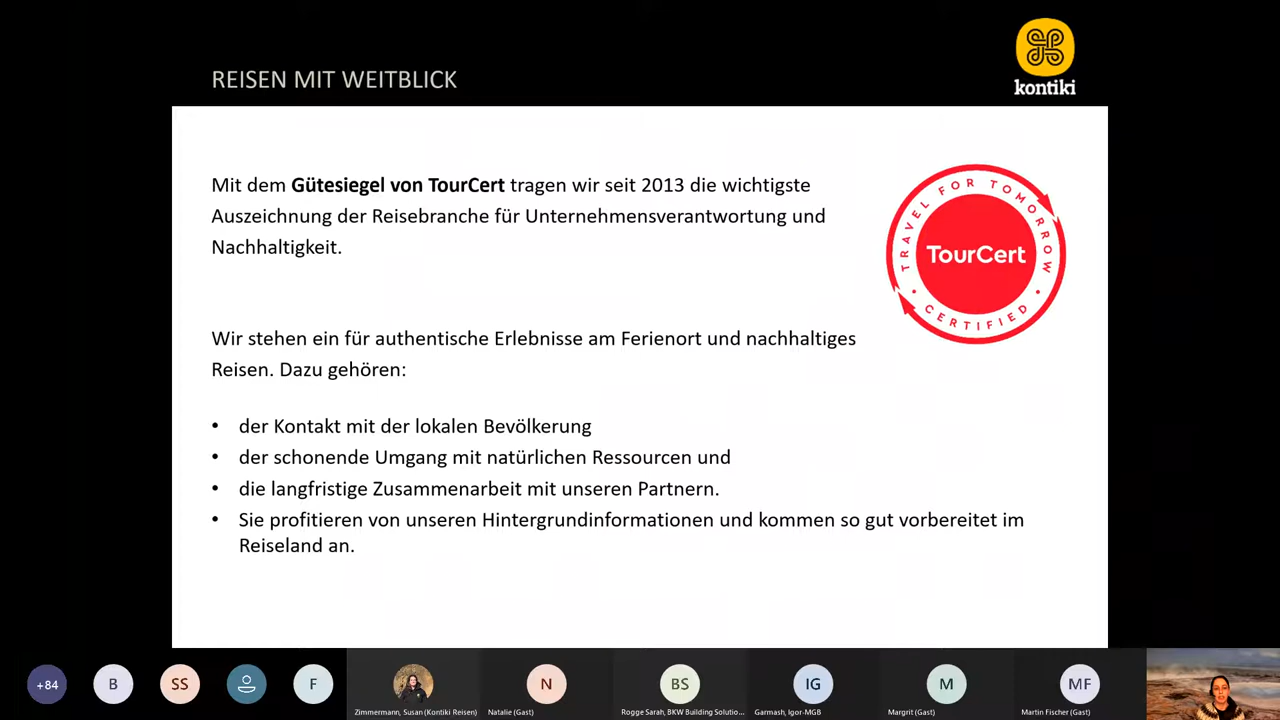 REISEN MIT WEITBLICK
kontiki
Mit dem Gütesiegel von TourCert tragen wir seit 2013 die wichtigste
Auszeichnung der Reisebranche für Unternehmensverantwortung und
Nachhaltigkeit.
TRAVEL FOR TOMORROW
TourCert
• CERTIFIED •
Wir stehen ein für authentische Erlebnisse am Ferienort und nachhaltiges
Reisen. Dazu gehören:
• der Kontakt mit der lokalen Bevölkerung
• der schonende Umgang mit natürlichen Ressourcen und
• die langfristige Zusammenarbeit mit unseren Partnern.
• Sie profitieren von unseren Hintergrundinformationen und kommen so gut vorbereitet im
Reiseland an.
+84
B
SS
F
N
BS
IG
M
MF
Zimmermann, Susan (Kontiki Reisen)
Natalie (Gast)
Rogge Sarah, BKW Building Solutio...
Garmash, Igor-MGB
Margrit (Gast)
Martin Fischer (Gast)